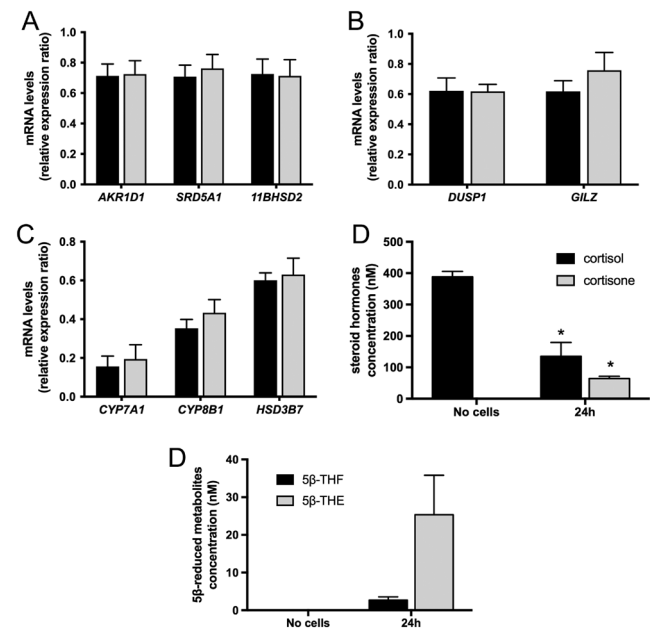 A
mRNA levels
(relative expression ratio)
1.0
0.8
0.6
0.4
0.2
0.0
AKR1D1 SRD5A1 11BHSD2
B
mRNA levels
(relative expression ratio)
1.0
0.8
0.6
0.4
0.2
0.0
DUSP1 GILZ
C
mRNA levels
(relative expression ratio)
0.8
0.6
0.4
0.2
0.0
CYP7A1 CYP8B1 HSD3B7
D
steroid hormones
concentration (nM)
500
400
300
200
100
0
cortisol
cortisone
*
*
No cells 24h
D
5β-reduced metabolites
concentration (nM)
40
30
20
10
0
5β-THF
5β-THE
No cells 24h